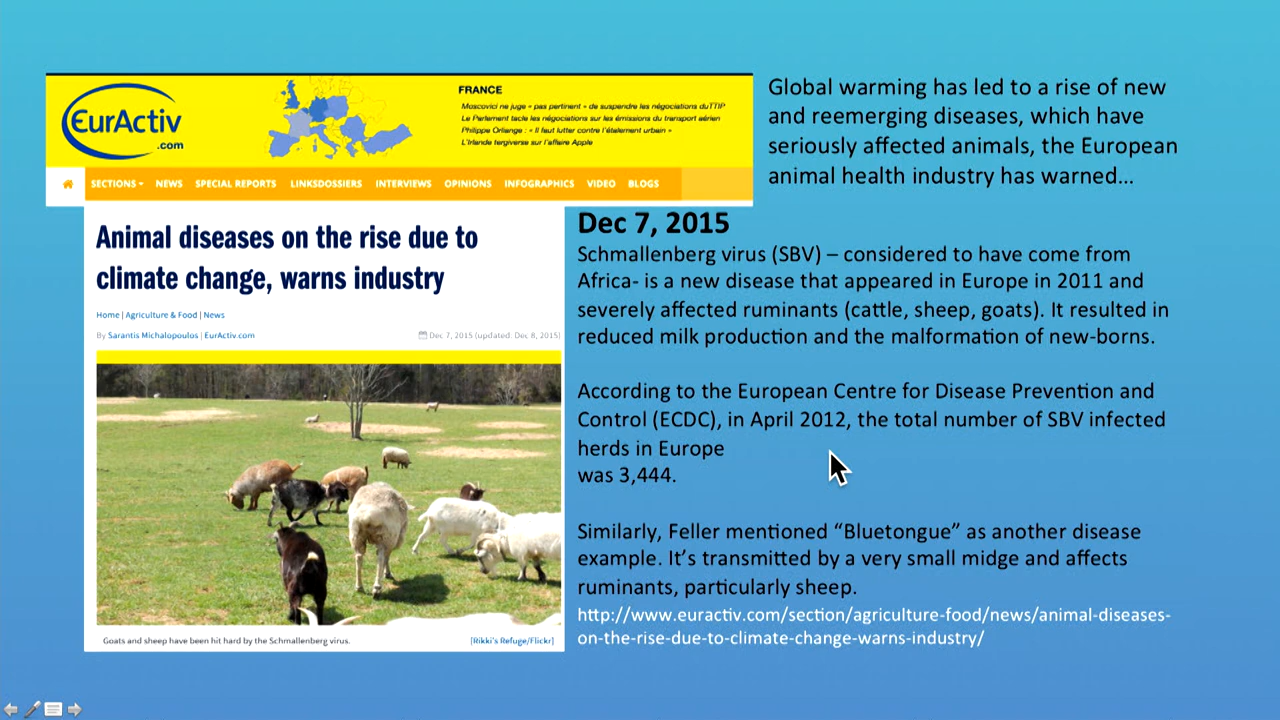 EurActiv
.com
FRANCE
Moscovici ne juge « pas pertinent » de suspendre les négociations du TTIP
Le Parlement tacle les négociations sur les émissions du transport aérien
Philippe Orliange : « Il faut lutter contre l'étalement urbain »
L'Irlande tergiverse sur l'affaire Apple
SECTIONS NEWS SPECIAL REPORTS LINKSDOSSIERS INTERVIEWS OPINIONS INFOGRAPHICS VIDEO BLOGS
Animal diseases on the rise due to
climate change, warns industry
Home | Agriculture & Food | News
By Sarantis Michalopoulos | EurActiv.com
Dec 7, 2015 (updated: Dec 8, 2015)
Goats and sheep have been hit hard by the Schmallenberg virus.
[Rikki's Refuge/Flickr]
Global warming has led to a rise of new
and reemerging diseases, which have
seriously affected animals, the European
animal health industry has warned…
Dec 7, 2015
Schmallenberg virus (SBV) – considered to have come from
Africa- is a new disease that appeared in Europe in 2011 and
severely affected ruminants (cattle, sheep, goats). It resulted in
reduced milk production and the malformation of new-borns.
According to the European Centre for Disease Prevention and
Control (ECDC), in April 2012, the total number of SBV infected
herds in Europe
was 3,444.
Similarly, Feller mentioned “Bluetongue” as another disease
example. It’s transmitted by a very small midge and affects
ruminants, particularly sheep.
http://www.euractiv.com/section/agriculture-food/news/animal-diseases-
on-the-rise-due-to-climate-change-warns-industry/